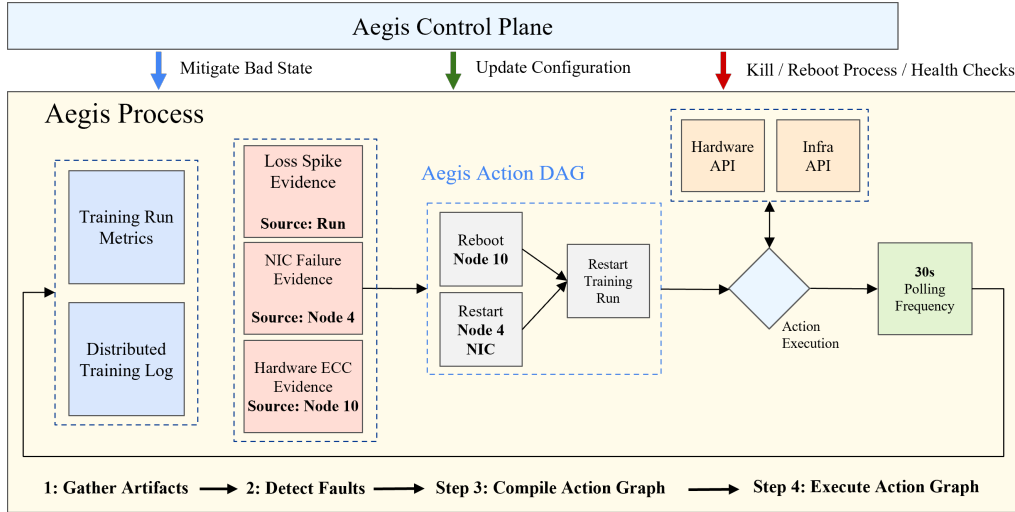 Aegis Control Plane
Mitigate Bad State
Update Configuration
Kill / Reboot Process / Health Checks
Aegis Process
Training Run
Metrics
Distributed
Training Log
Loss Spike
Evidence
Source: Run
NIC Failure
Evidence
Source: Node 4
Hardware ECC
Evidence
Source: Node 10
Aegis Action DAG
Reboot
Node 10
Restart
Node 4
NIC
Restart
Training
Run
Hardware
API
Infra
API
Action
Execution
30s
Polling
Frequency
1: Gather Artifacts
2: Detect Faults
Step 3: Compile Action Graph
Step 4: Execute Action Graph